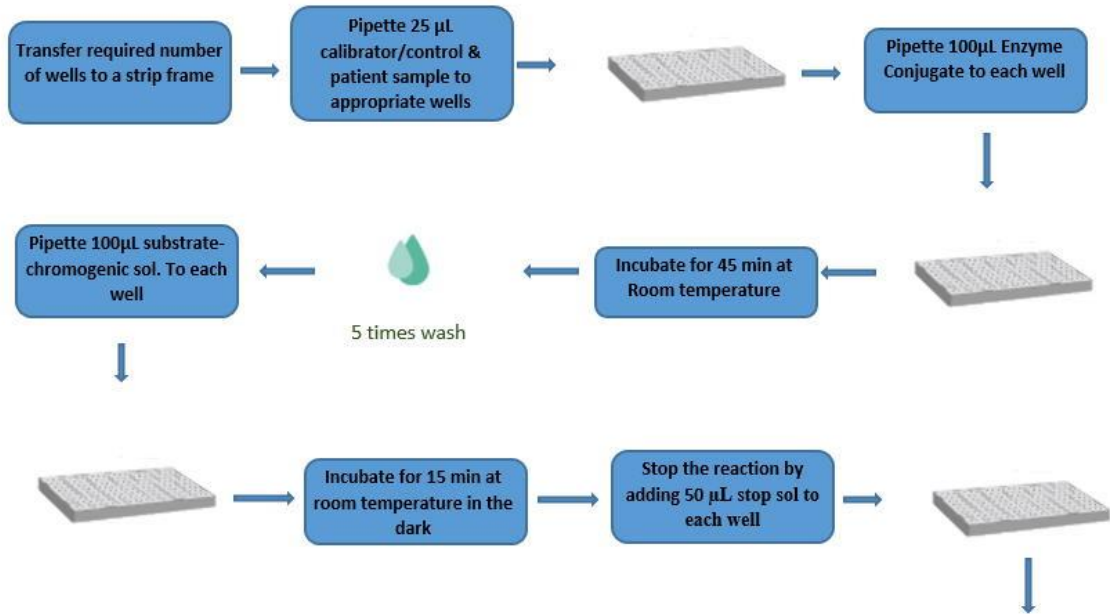 Transfer required number
of wells to a strip frame
Pipette 25 µL
calibrator/control &
patient sample to
appropriate wells
Pipette 100µL Enzyme
Conjugate to each well
Incubate for 45 min at
Room temperature
5 times wash
Pipette 100µL substrate-
chromogenic sol. To each
well
Incubate for 15 min at
room temperature in the
dark
Stop the reaction by
adding 50 µL stop sol to
each well